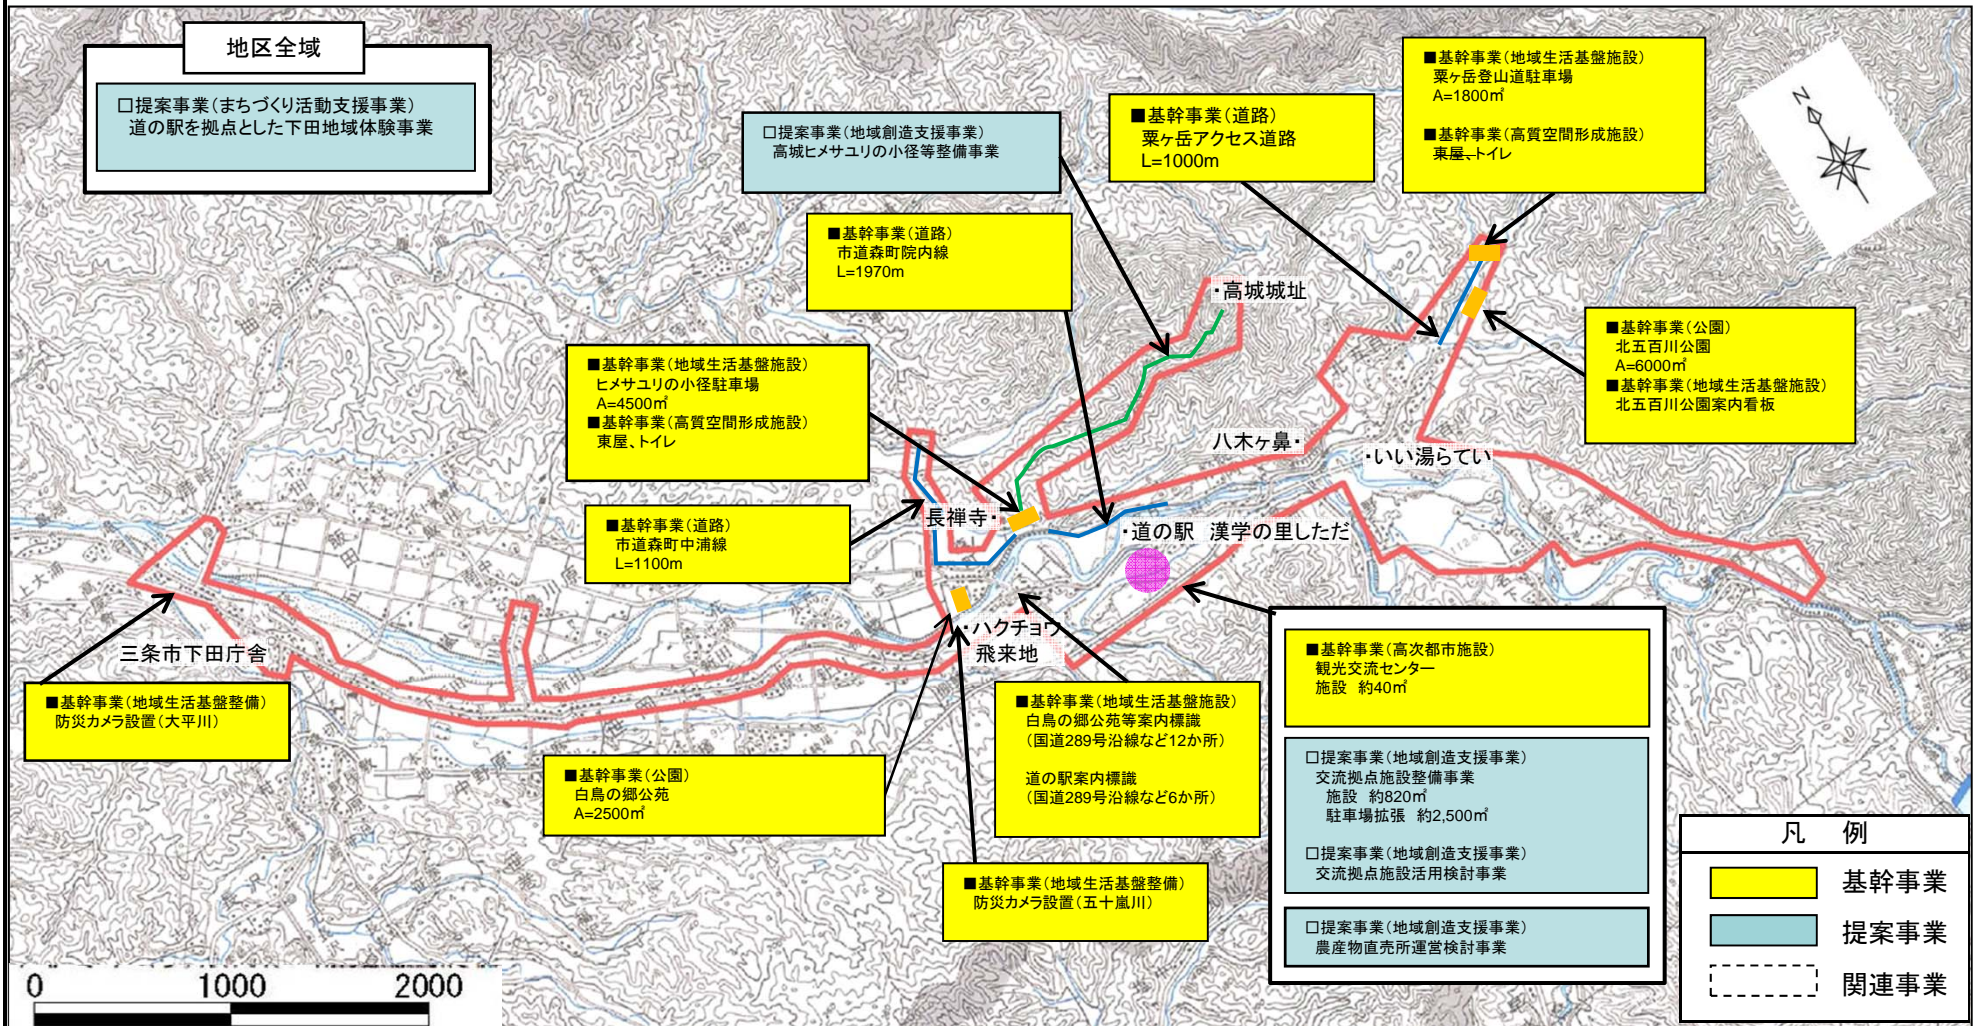 地区全域
□提案事業(まちづくり活動支援事業)
道の駅を拠点とした下田地域体験事業
□提案事業(地域創造支援事業)
高城ヒメサユリの小径等整備事業
■基幹事業(道路)
粟ヶ岳アクセス道路
L=1000m
■基幹事業(地域生活基盤施設)
粟ヶ岳登山道駐車場
A=1800㎡
■基幹事業(高質空間形成施設)
東屋、トイレ
N
■基幹事業(道路)
市道森町院内線
L=1970m
・高城城址
■基幹事業(公園)
北五百川公園
A=6000㎡
■基幹事業(地域生活基盤施設)
北五百川公園案内看板
■基幹事業(地域生活基盤施設)
ヒメサユリの小径駐車場
A=4500㎡
■基幹事業(高質空間形成施設)
東屋、トイレ
八木ヶ鼻・
・いい湯らてい
■基幹事業(道路)
市道森町中浦線
L=1100m
長禅寺・
・道の駅 漢学の里しただ
三条市下田庁舎
・ハクチョウ
飛来地
■基幹事業(地域生活基盤整備)
防災カメラ設置(大平川)
■基幹事業(公園)
白鳥の郷公苑
A=2500㎡
■基幹事業(地域生活基盤施設)
白鳥の郷公苑等案内標識
(国道289号沿線など12か所)
道の駅案内標識
(国道289号沿線など6か所)
■基幹事業(地域生活基盤整備)
防災カメラ設置(五十嵐川)
■基幹事業(高次都市施設)
観光交流センター
施設 約40㎡
□提案事業(地域創造支援事業)
交流拠点施設整備事業
施設 約820㎡
駐車場拡張 約2,500㎡
□提案事業(地域創造支援事業)
交流拠点施設活用検討事業
□提案事業(地域創造支援事業)
農産物直売所運営検討事業
凡 例
基幹事業
提案事業
関連事業
0 1000 2000